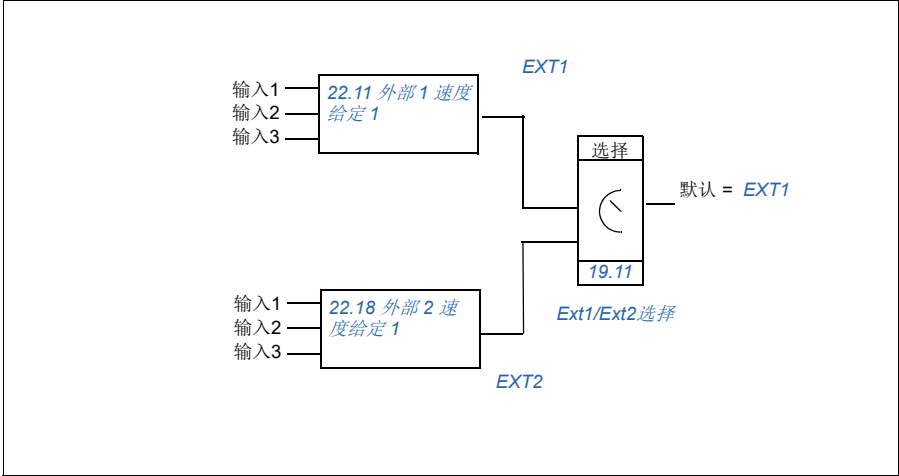 EXT1
输入1
输入2
输入3
22.11 外部 1 速度
给定 1
选择
默认 = EXT1
19.11
Ext1/Ext2选择
输入1
输入2
输入3
22.18 外部 2 速
度给定 1
EXT2